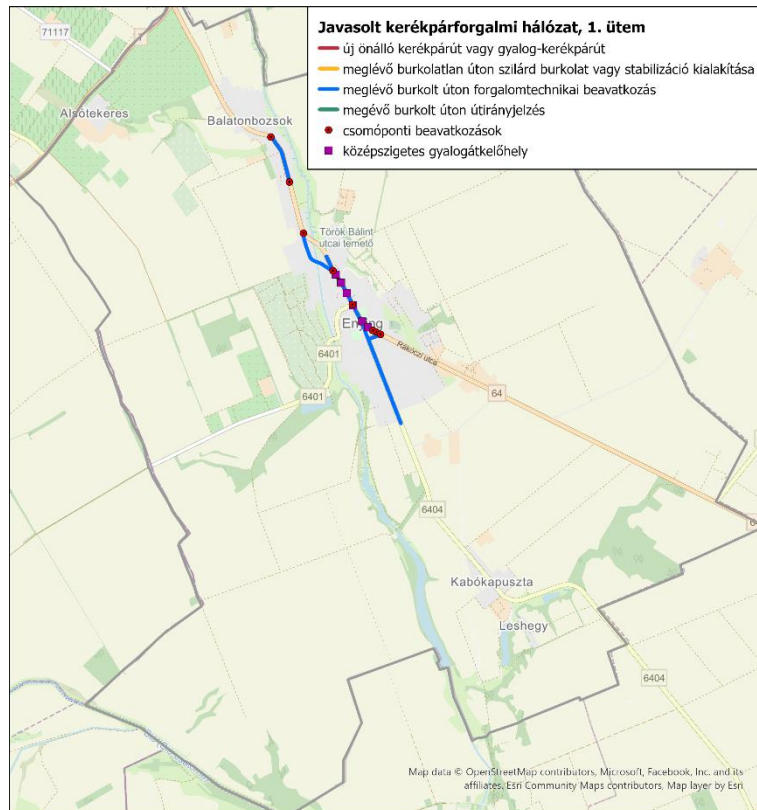 Javasolt kerékpárforgalmi hálózat, 1. ütem
új önálló kerékpárút vagy gyalog-kerékpárút
meglévő burkolatlan úton szilárd burkolat vagy stabilizáció kialakítása
meglévő burkolt úton forgalomtechnikai beavatkozás
megévő burkolt úton útirányjelzés
csomóponti beavatkozások
középszigetes gyalogátkelőhely
71117
Alsótekeres
Balatonbozsok
Török Bálint
utcai temető
Enying
6401
Rákóczi utca
6401
64
6404
Kabókapuszta
Leshegy
6404
Map data © OpenStreetMap contributors, Microsoft, Facebook, Inc. and its
affiliates, Esri Community Maps contributors, Map layer by Esri